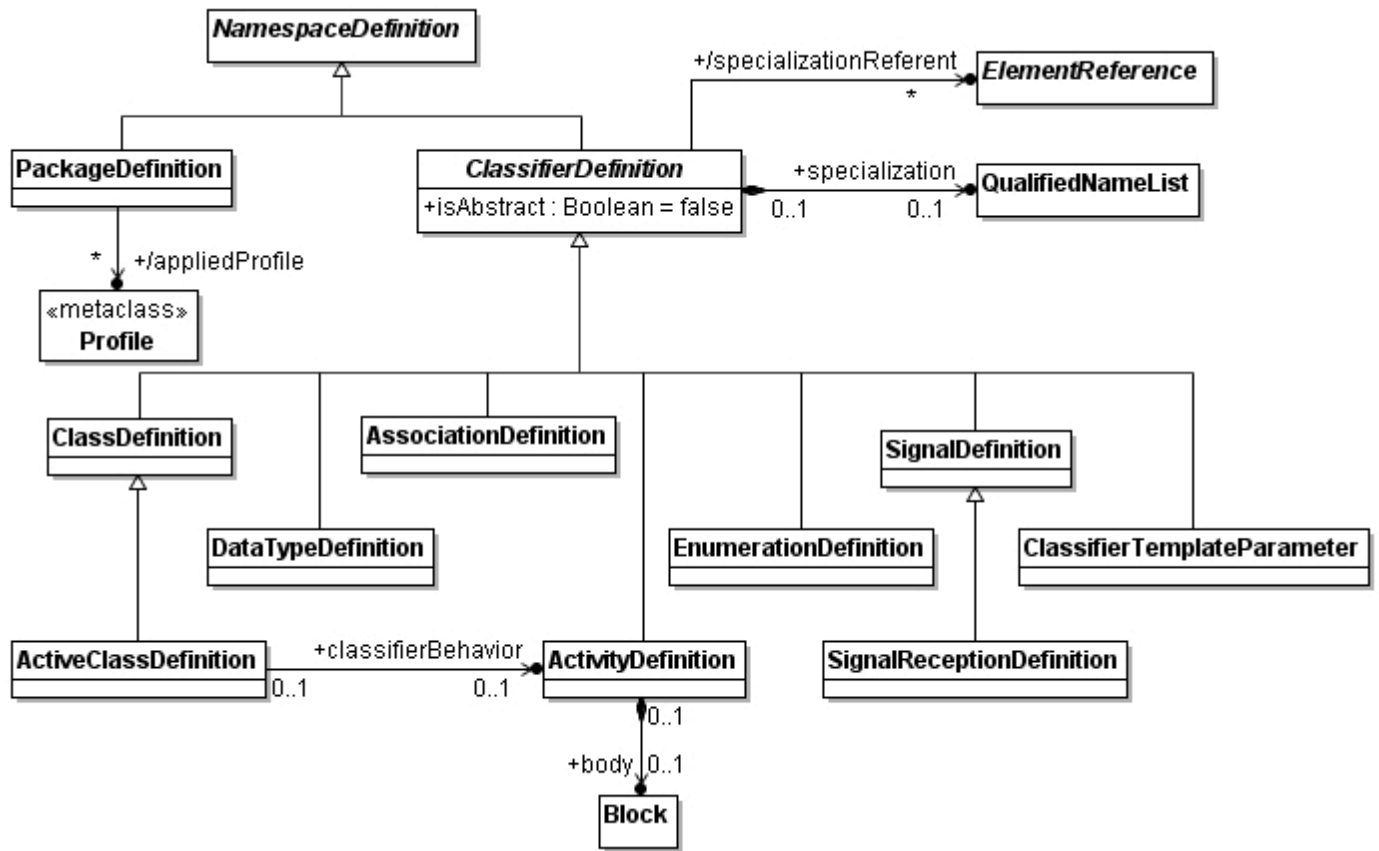 NamespaceDefinition
+/specializationReferent
*
ElementReference
PackageDefinition
ClassifierDefinition
+isAbstract : Boolean = false
+specialization
0..1
0..1
QualifiedNameList
*
+/appliedProfile
«metaclass»
Profile
ClassDefinition
AssociationDefinition
SignalDefinition
DataTypeDefinition
EnumerationDefinition
ClassifierTemplateParameter
ActiveClassDefinition
+classifierBehavior
0..1
0..1
ActivityDefinition
SignalReceptionDefinition
0..1
+body
0..1
Block